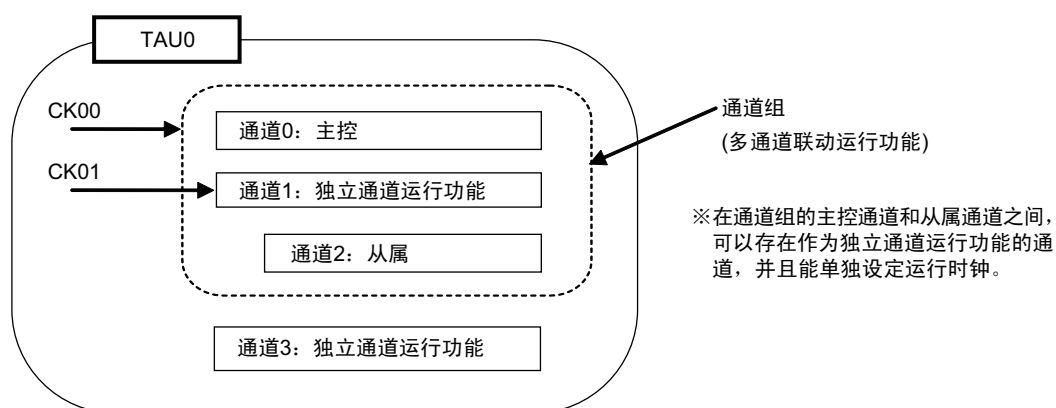 TAU0
CK00
通道0：主控
CK01
通道1：独立通道运行功能
通道2：从属
通道3：独立通道运行功能
通道组
(多通道联动运行功能)
※在通道组的主控通道和从属通道之间，
可以存在作为独立通道运行功能的通
道，并且能单独设定运行时钟。